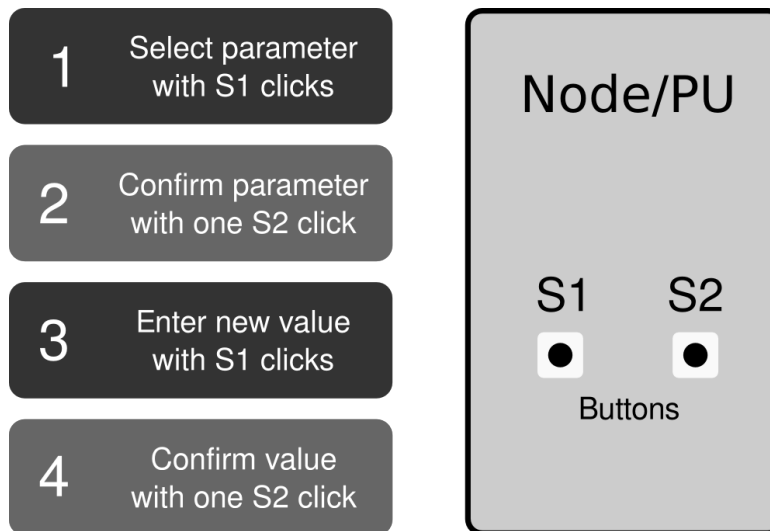 1
Select parameter
with S1 clicks
2
Confirm parameter
with one S2 click
3
Enter new value
with S1 clicks
4
Confirm value
with one S2 click
Node/PU
S1 S2
Buttons